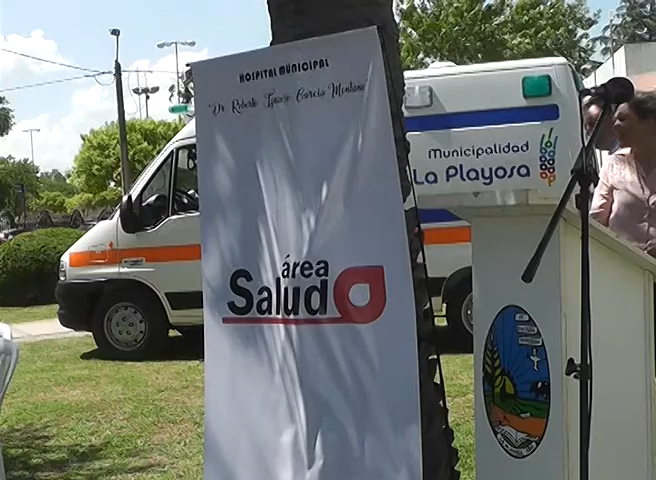 HOSPITAL MUNICIPAL
"Dr. Roberto Ignacio García Montaño"
área
Salud
Municipalidad
La Playosa